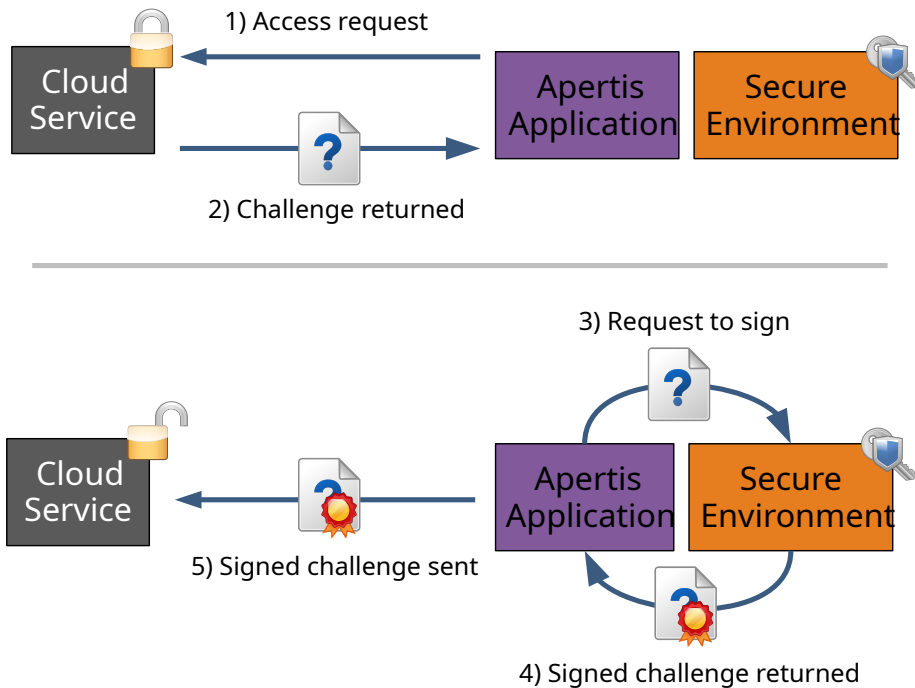 1) Access request
Cloud
Service
Apertis
Application
Secure
Environment
?
2) Challenge returned
3) Request to sign
?
Cloud
Service
?
Apertis
Application
Secure
Environment
5) Signed challenge sent
?
4) Signed challenge returned